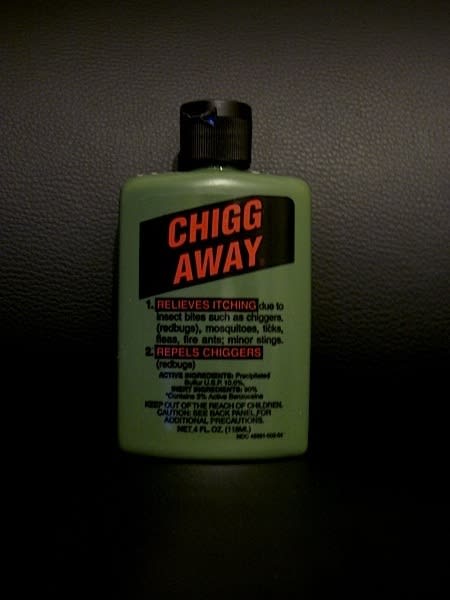 CHIGG
AWAY
1. RELIEVES ITCHING due to
insect bites such as chiggers,
(redbugs), mosquitoes, ticks,
fleas, fire ants; minor stings.
2. REPELS CHIGGERS
(redbugs)
ACTIVE INGREDIENTS: Precipitated
Sulfur U.S.P. 10.0%.
INERT INGREDIENTS: 90%
*Contains 5% Active Benzocaine
KEEP OUT OF THE REACH OF CHILDREN.
CAUTION: SEE BACK PANEL FOR
ADDITIONAL PRECAUTIONS.
NET 4 FL. OZ. (118ML)
NDC